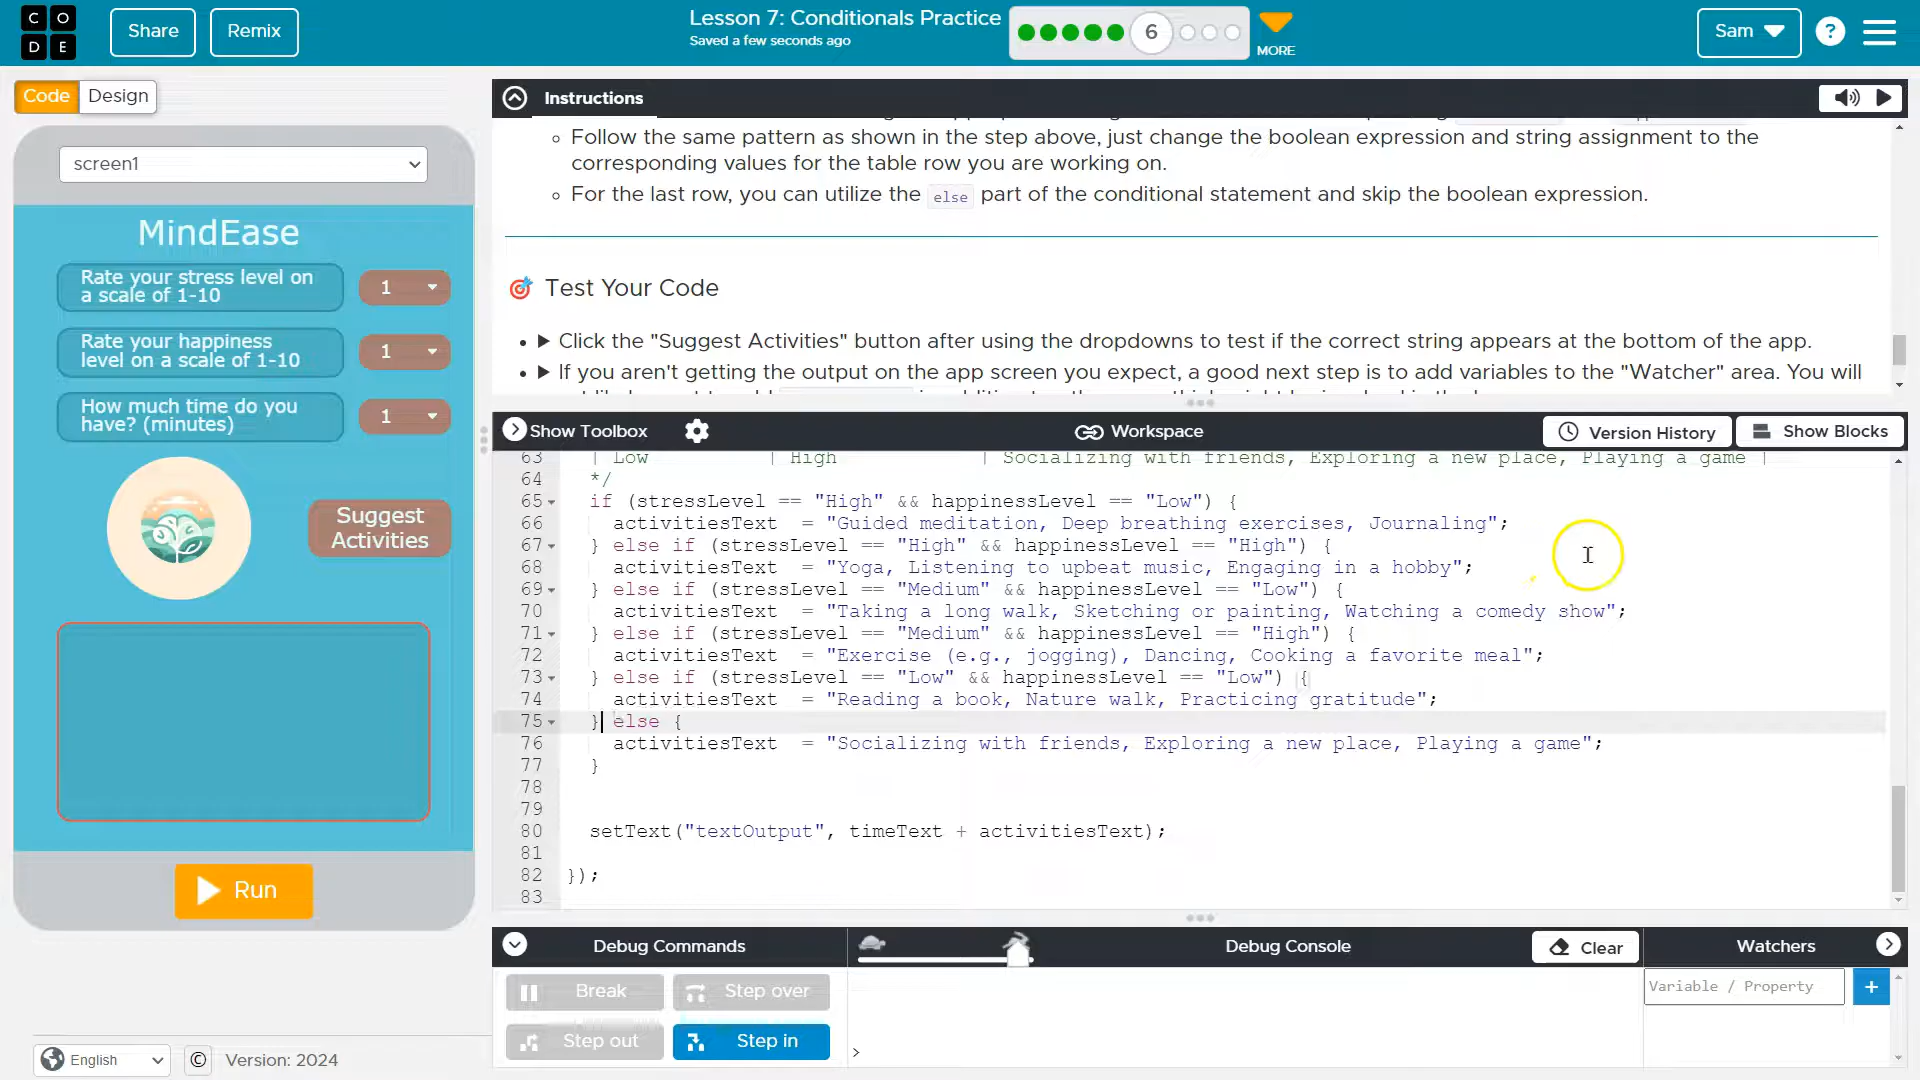 CODE
Share
Remix
Lesson 7: Conditionals Practice
Saved a few seconds ago
6
MORE
Sam
?
Code
Design
Instructions
Follow the same pattern as shown in the step above, just change the boolean expression and string assignment to the
corresponding values for the table row you are working on.
For the last row, you can utilize the else part of the conditional statement and skip the boolean expression.
Test Your Code
Click the "Suggest Activities" button after using the dropdowns to test if the correct string appears at the bottom of the app.
If you aren't getting the output on the app screen you expect, a good next step is to add variables to the "Watcher" area. You will
screen1
MindEase
Rate your stress level on
a scale of 1-10
1
Rate your happiness
level on a scale of 1-10
1
How much time do you
have? (minutes)
1
Suggest
Activities
Run
English
©
Version: 2024
Show Toolbox
Workspace
Version History
Show Blocks
63 | Low | High | Socializing with friends, Exploring a new place, Playing a game |
64 */
65 if (stressLevel == "High" && happinessLevel == "Low") {
66 activitiesText = "Guided meditation, Deep breathing exercises, Journaling";
67 } else if (stressLevel == "High" && happinessLevel == "High") {
68 activitiesText = "Yoga, Listening to upbeat music, Engaging in a hobby";
69 } else if (stressLevel == "Medium" && happinessLevel == "Low") {
70 activitiesText = "Taking a long walk, Sketching or painting, Watching a comedy show";
71 } else if (stressLevel == "Medium" && happinessLevel == "High") {
72 activitiesText = "Exercise (e.g., jogging), Dancing, Cooking a favorite meal";
73 } else if (stressLevel == "Low" && happinessLevel == "Low") {
74 activitiesText = "Reading a book, Nature walk, Practicing gratitude";
75 } else {
76 activitiesText = "Socializing with friends, Exploring a new place, Playing a game";
77 }
78
79
80 setText("textOutput", timeText + activitiesText);
81
82 });
83
Debug Commands
Debug Console
Clear
Watchers
Break
Step over
Step out
Step in
>
Variable / Property
+